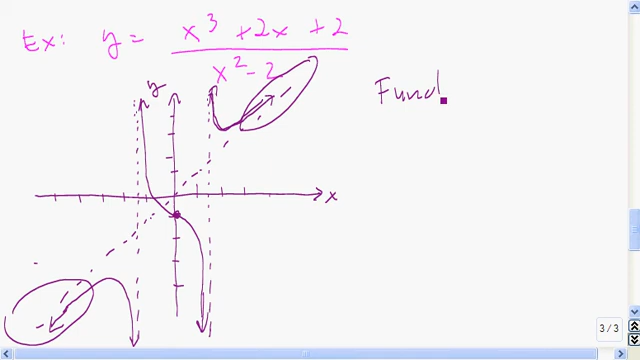 Ex: y = x³ + 2x + 2
x² - 2
y
Fund
x
3 / 3